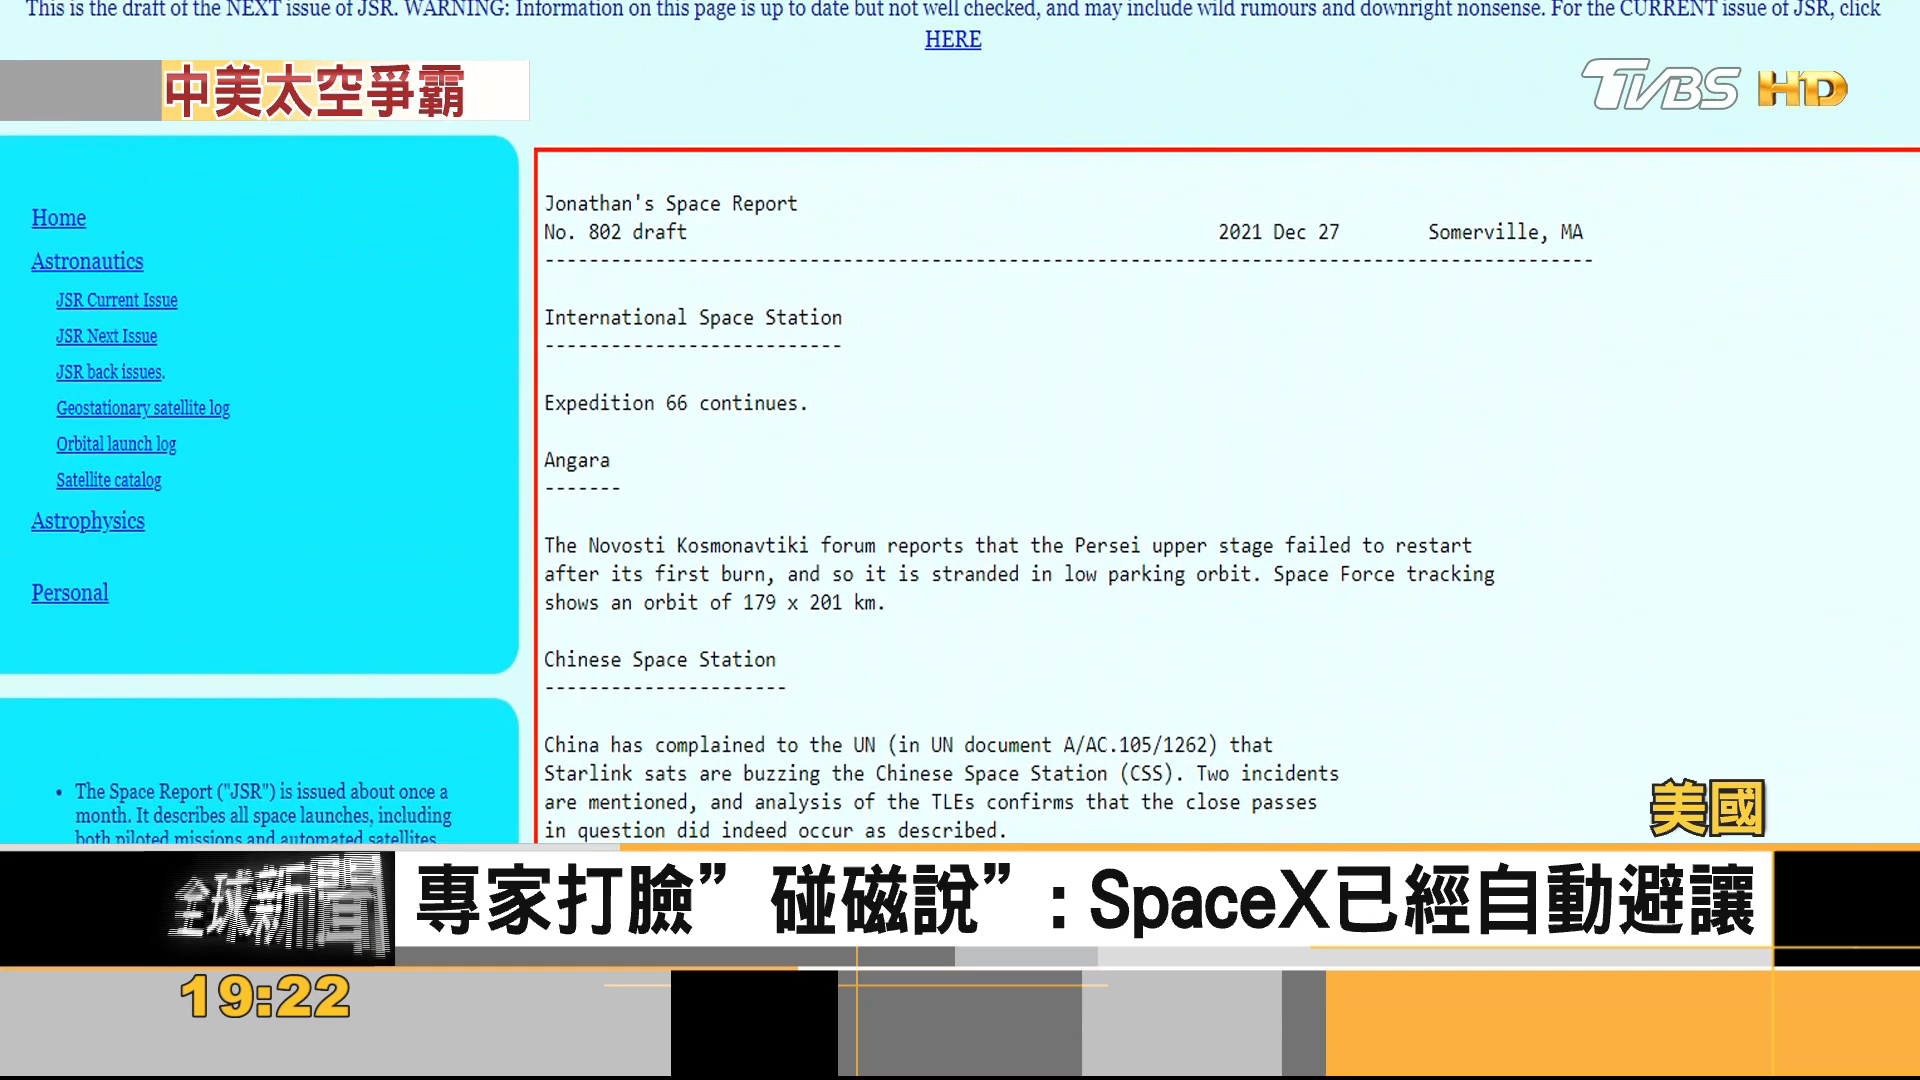 This is the draft of the NEXT issue of JSR. WARNING: Information on this page is up to date but not well checked, and may include wild rumours and downright nonsense. For the CURRENT issue of JSR, click
HERE
中美太空爭霸
TVBS HD
Home
Astronautics
JSR Current Issue
JSR Next Issue
JSR back issues.
Geostationary satellite log
Orbital launch log
Satellite catalog
Astrophysics
Personal
• The Space Report ("JSR") is issued about once a
month. It describes all space launches, including
both piloted missions and automated satellites.
Jonathan's Space Report
No. 802 draft 2021 Dec 27 Somerville, MA
-----------------------------------------------------------------------------------------------
International Space Station
---------------------------
Expedition 66 continues.
Angara
-------
The Novosti Kosmonavtiki forum reports that the Persei upper stage failed to restart
after its first burn, and so it is stranded in low parking orbit. Space Force tracking
shows an orbit of 179 x 201 km.
Chinese Space Station
----------------------
China has complained to the UN (in UN document A/AC.105/1262) that
Starlink sats are buzzing the Chinese Space Station (CSS). Two incidents
are mentioned, and analysis of the TLEs confirms that the close passes
in question did indeed occur as described.
美國
全球新聞
專家打臉”碰磁說”:SpaceX已經自動避讓
19:22